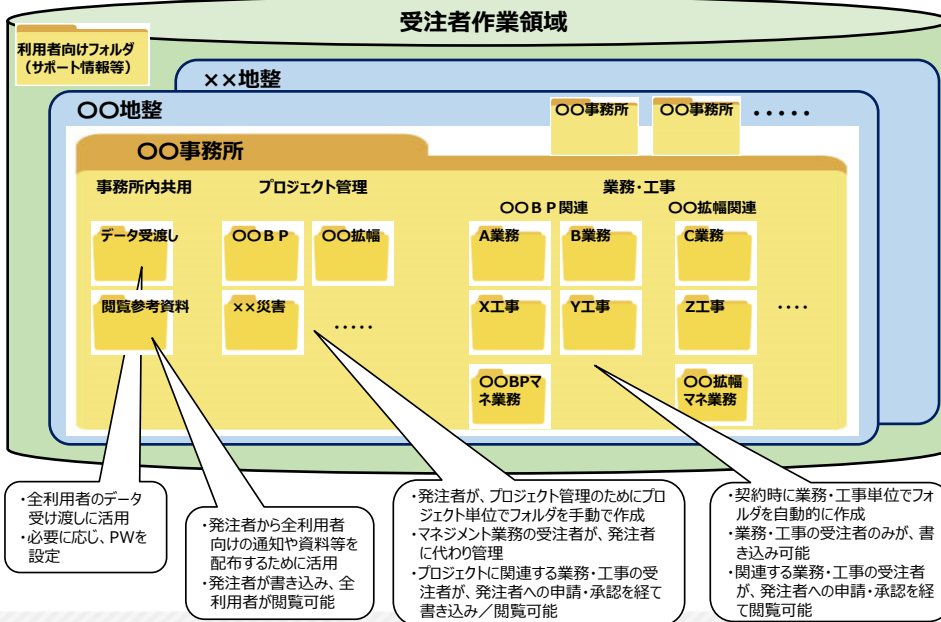 受注者作業領域
利用者向けフォルダ
（サポート情報等）
××地整
〇〇地整
〇〇事務所
〇〇事務所
・・・・・
〇〇事務所
事務所内共用
プロジェクト管理
業務・工事
〇〇ＢＰ関連
〇〇拡幅関連
データ受渡し
〇〇ＢＰ
〇〇拡幅
A業務
B業務
C業務
閲覧参考資料
××災害
・・・・・
X工事
Y工事
Z工事
・・・・
〇〇BPマ
ネ業務
〇〇拡幅
マネ業務
・全利用者のデータ
受け渡しに活用
・必要に応じ、PWを
設定
・発注者から全利用者
向けの通知や資料等を
配布するために活用
・発注者が書き込み、全
利用者が閲覧可能
・発注者が、プロジェクト管理のためにプロ
ジェクト単位でフォルダを手動で作成
・マネジメント業務の受注者が、発注者
に代わり管理
・プロジェクトに関連する業務・工事の受
注者が、発注者への申請・承認を経て
書き込み／閲覧可能
・契約時に業務・工事単位でフォ
ルダを自動的に作成
・業務・工事の受注者のみが、書
き込み可能
・関連する業務・工事の受注者
が、発注者への申請・承認を経
て閲覧可能